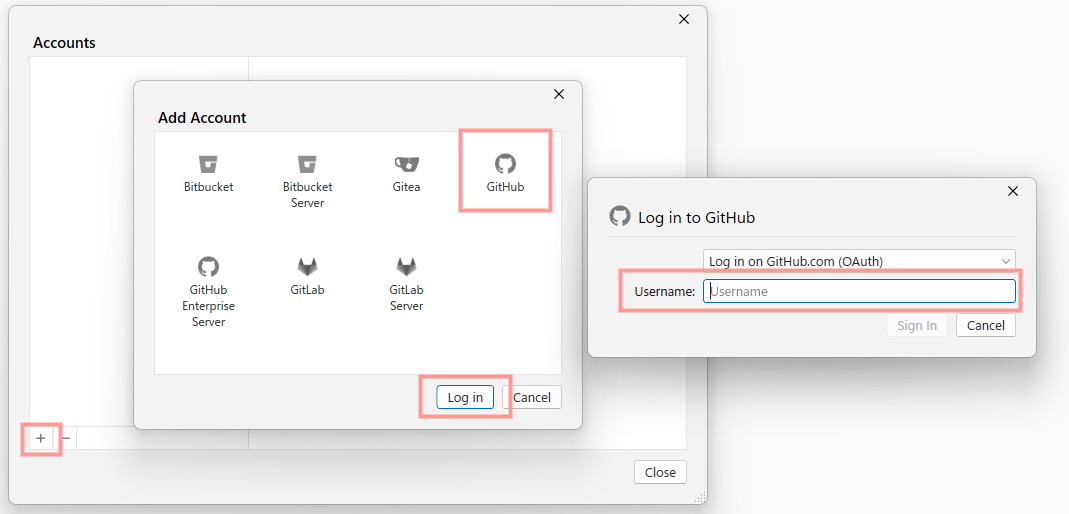 Accounts
Add Account
Bitbucket
Bitbucket
Server
Gitea
GitHub
GitHub
Enterprise
Server
GitLab
GitLab
Server
Log in
Cancel
+
−
Close
Log in to GitHub
Log in on GitHub.com (OAuth)
Username:
Username
Sign In
Cancel